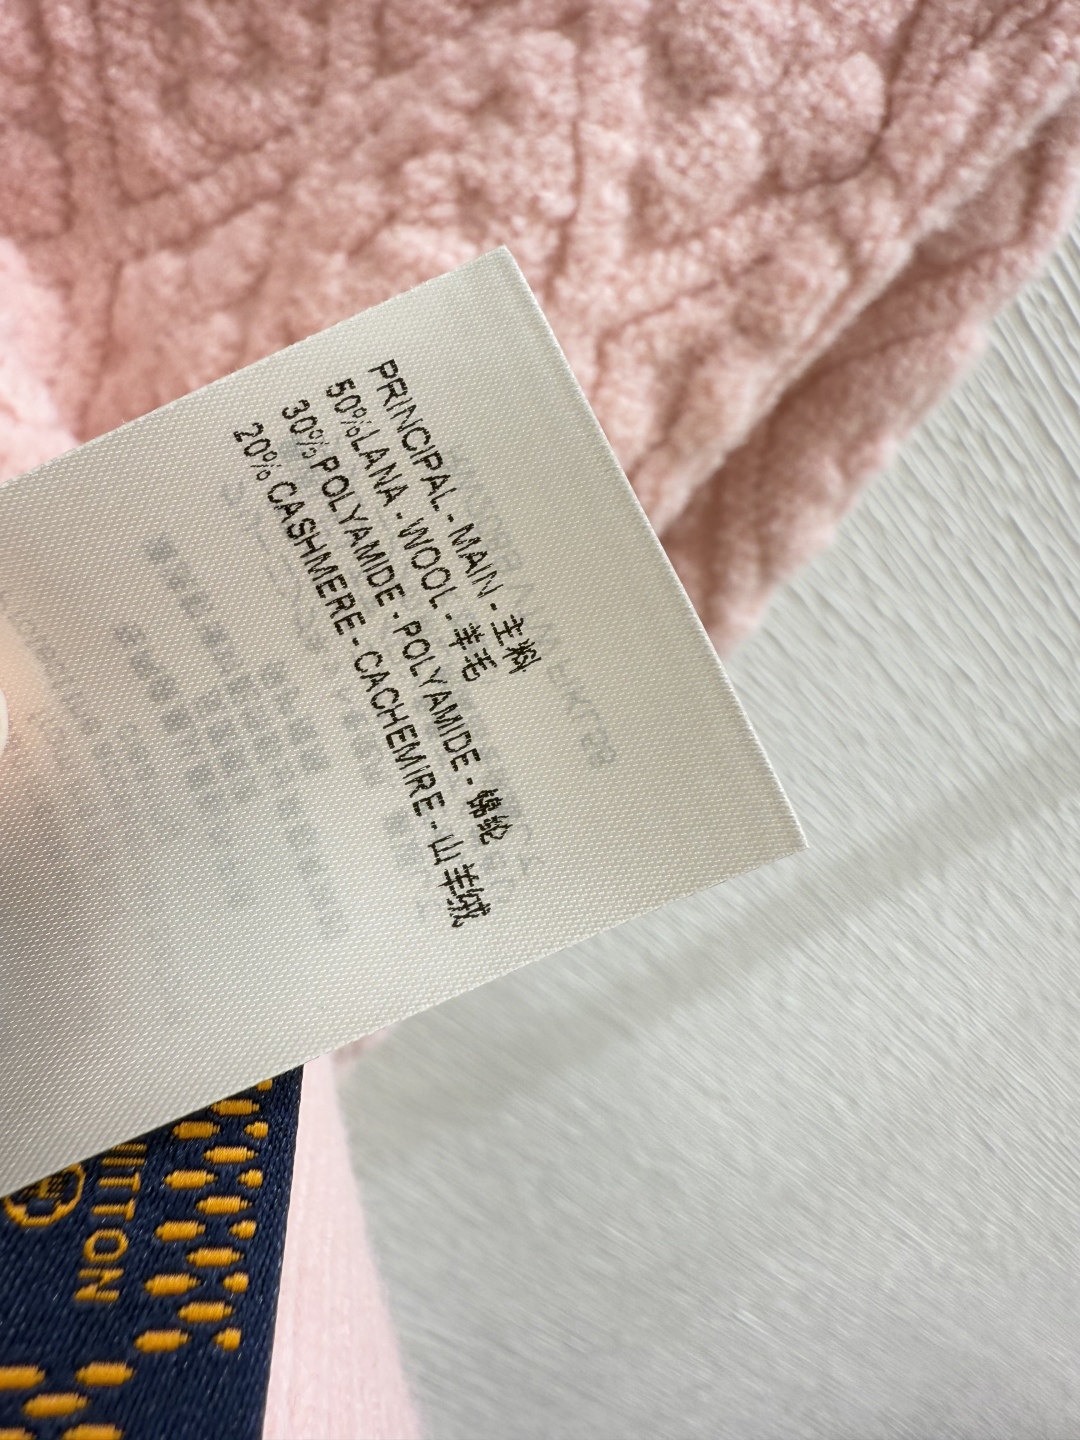 PRINCIPAL - MAIN - 主料
50% LANA - WOOL - 羊毛
30% POLYAMIDE - POLYAMIDE - 锦纶
20% CASHMERE - CACHEMIRE - 山羊绒
UITTON